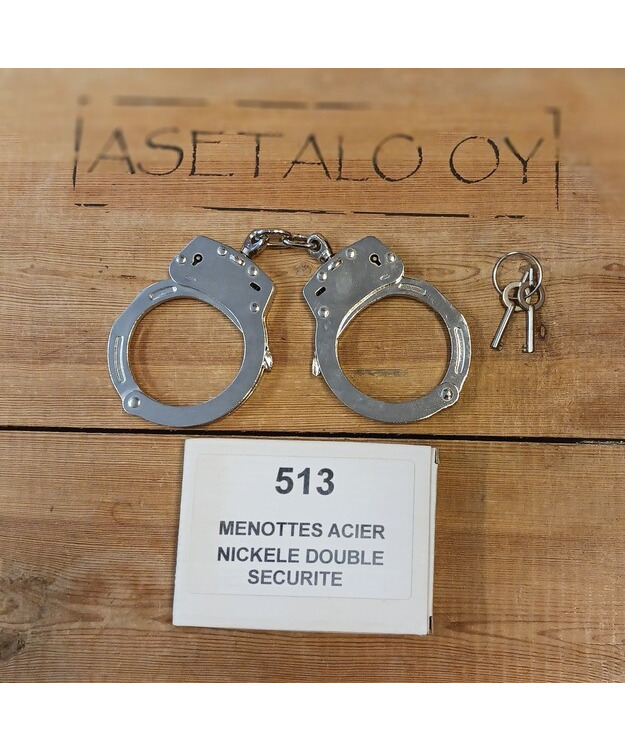 ASETALO OY
513
MENOTTES ACIER
NICKELE DOUBLE
SECURITE